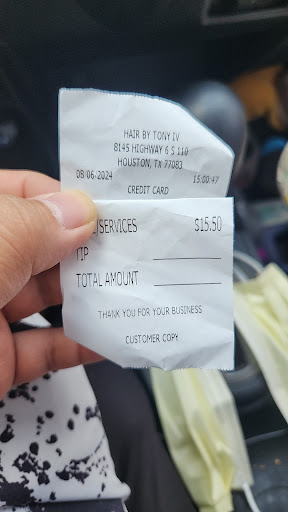 HAIR BY TONY IV
8145 HIGHWAY 6 S 110
HOUSTON, TX 77083
08/06/2024 15:00:47
CREDIT CARD
/SERVICES $15.50
TIP
TOTAL AMOUNT
THANK YOU FOR YOUR BUSINESS
CUSTOMER COPY